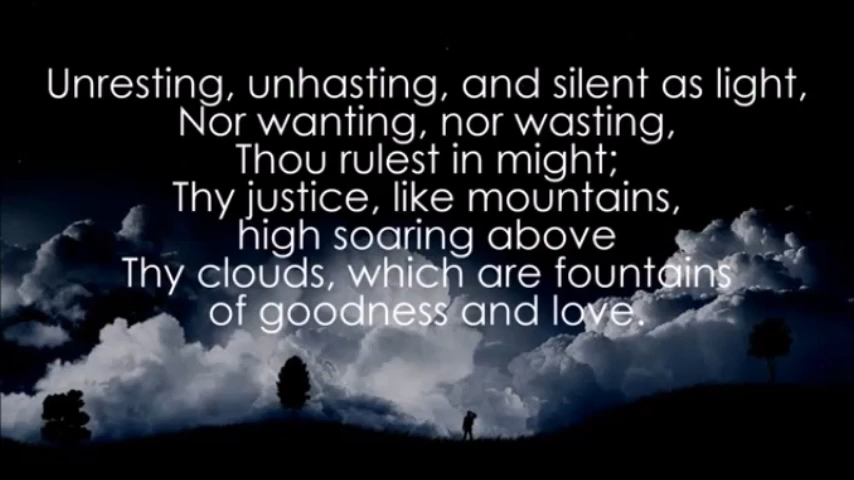 Unresting, unhasting, and silent as light,
Nor wanting, nor wasting,
Thou rulest in might;
Thy justice, like mountains,
high soaring above
Thy clouds, which are fountains
of goodness and love.